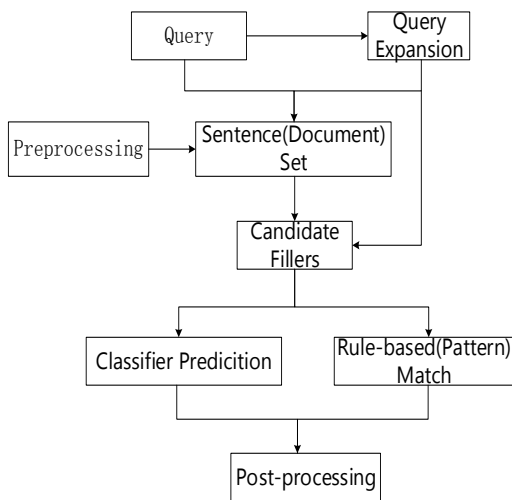 Query
Query
Expansion
Sentence(Document)
Set
Preprocessing
Candidate
Fillers
Classifier Predicition
Rule-based(Pattern)
Match
Post-processing